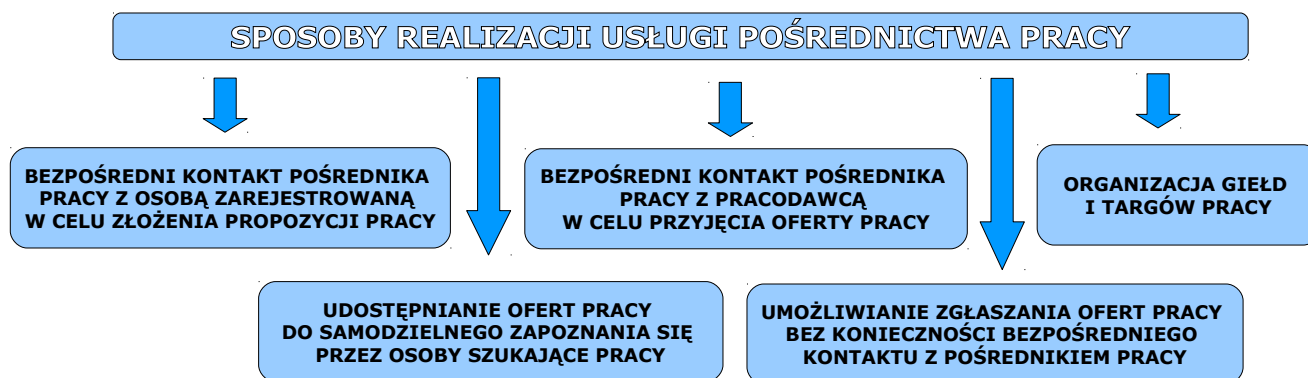 SPOSOBY REALIZACJI USŁUGI POŚREDNICTWA PRACY
BEZPOŚREDNI KONTAKT POŚREDNIKA
PRACY Z OSOBĄ ZAREJESTROWANĄ
W CELU ZŁOŻENIA PROPOZYCJI PRACY
BEZPOŚREDNI KONTAKT POŚREDNIKA
PRACY Z PRACODAWCĄ
W CELU PRZYJĘCIA OFERTY PRACY
ORGANIZACJA GIEŁD
I TARGÓW PRACY
UDOSTĘPNIANIE OFERT PRACY
DO SAMODZIELNEGO ZAPOZNANIA SIĘ
PRZEZ OSOBY SZUKAJĄCE PRACY
UMOŻLIWIANIE ZGŁASZANIA OFERT PRACY
BEZ KONIECZNOŚCI BEZPOŚREDNIEGO
KONTAKTU Z POŚREDNIKIEM PRACY